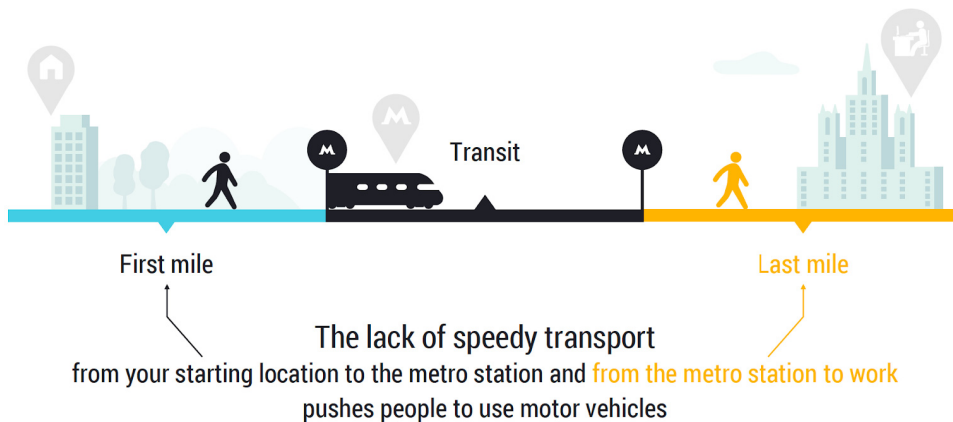 M
M
Transit
M
First mile
Last mile
The lack of speedy transport
from your starting location to the metro station and from the metro station to work
pushes people to use motor vehicles